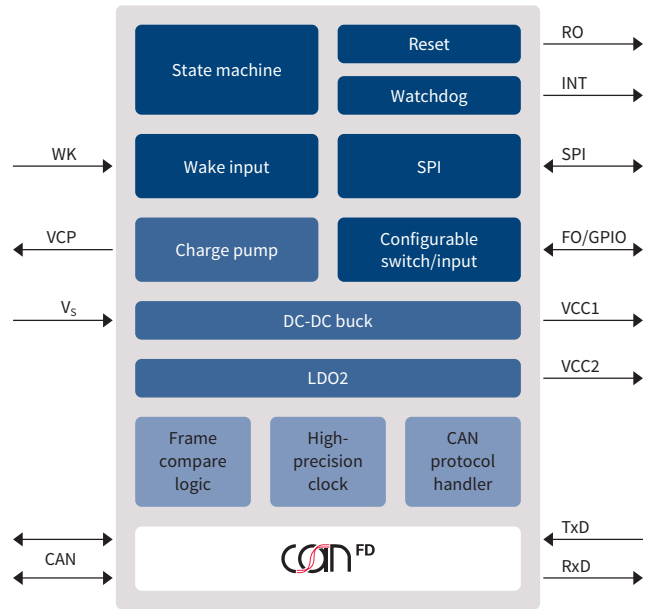 RO
Reset
State machine
INT
Watchdog
WK
SPI
Wake input
SPI
VCP
FO/GPIO
Charge pump
Configurable
switch/input
VS
VCC1
DC-DC buck
VCC2
LDO2
Frame
compare
logic
High-
precision
clock
CAN
protocol
handler
TxD
CAN FD
CAN
RxD